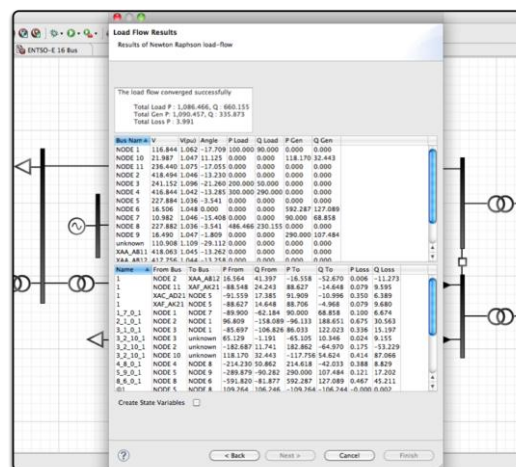 Load Flow Results
Results of Newton Raphson load-flow
ENTSO-E 16 Bus
The load flow converged successfully
Total Load P : 1,086.466, Q : 660.155
Total Gen P : 1,090.457, Q : 335.873
Total Loss P : 3.991
Bus Nam V V(pu) Angle P Load Q Load P Gen Q Gen
NODE 1 116.844 1.062 -17.709 100.000 90.000 0.000 0.000
NODE 10 21.987 1.047 11.125 0.000 0.000 118.170 32.443
NODE 11 236.440 1.075 -17.055 0.000 0.000 0.000 0.000
NODE 2 418.494 1.046 -13.230 0.000 0.000 0.000 0.000
NODE 3 241.152 1.096 -21.260 200.000 50.000 0.000 0.000
NODE 4 416.844 1.042 -13.285 300.000 290.000 0.000 0.000
NODE 5 227.884 1.036 -3.541 0.000 0.000 0.000 0.000
NODE 6 16.506 1.048 0.000 0.000 0.000 592.287 127.089
NODE 7 10.982 1.046 -15.408 0.000 0.000 90.000 68.858
NODE 8 227.882 1.036 -3.541 486.466 230.155 0.000 0.000
NODE 9 16.490 1.047 -1.809 0.000 0.000 290.000 107.484
unknown 110.908 1.109 -29.112 0.000 0.000 0.000 0.000
XAA_AB11 418.063 1.045 -13.262 0.000 0.000 0.000 0.000
Name From Bus To Bus P From Q From P To Q To P Loss Q Loss
1 NODE 2 XAA_AB12 16.564 41.397 -16.558 -52.670 0.006 -11.273
1 NODE 11 XAF_AK21 -88.548 24.243 88.627 -14.648 0.079 9.595
1 XAC_AD21 NODE 5 -91.559 17.385 91.909 -10.996 0.350 6.389
1 XAF_AK21 NODE 5 -88.627 14.648 88.706 -4.968 0.079 9.680
1_7_0_1 NODE 1 NODE 7 -89.900 -62.184 90.000 68.858 0.100 6.674
2_1_0_1 NODE 2 NODE 1 96.809 -158.089 -96.133 188.651 0.675 30.563
3_1_0_1 NODE 3 NODE 1 -85.697 -106.826 86.033 122.023 0.336 15.197
3_2_10_1 NODE 3 unknown 65.129 -1.191 -65.105 10.346 0.024 9.155
3_2_10_1 NODE 2 unknown -182.687 11.741 182.862 -64.970 0.175 -53.229
3_2_10_1 NODE 10 unknown 118.170 32.443 -117.756 54.624 0.414 87.066
4_8_0_1 NODE 4 NODE 8 -214.230 50.862 214.618 -42.033 0.388 8.829
5_9_0_1 NODE 5 NODE 9 -289.879 -90.282 290.000 107.484 0.121 17.202
8_6_0_1 NODE 8 NODE 6 -591.820 -81.877 592.287 127.089 0.467 45.211
Create State Variables
< Back Next > Cancel Finish